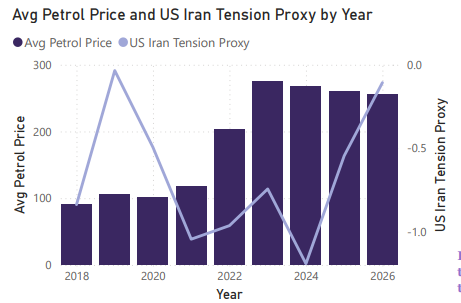 Avg Petrol Price and US Iran Tension Proxy by Year
Avg Petrol Price US Iran Tension Proxy
300
200
100
0
Avg Petrol Price
0.0
-0.5
-1.0
US Iran Tension Proxy
2018 2020 2022 2024 2026
Year
t
t